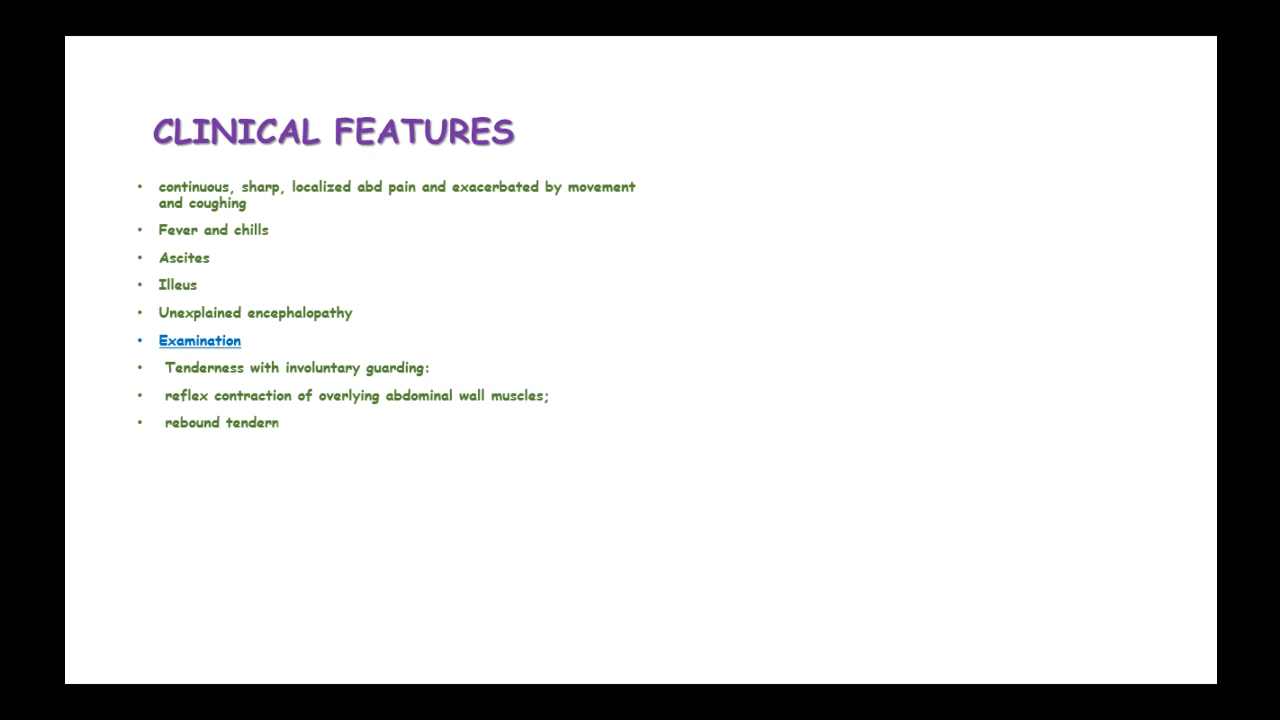 CLINICAL FEATURES
• continuous, sharp, localized abd pain and exacerbated by movement
and coughing
• Fever and chills
• Ascites
• Illeus
• Unexplained encephalopathy
• Examination
• Tenderness with involuntary guarding:
• reflex contraction of overlying abdominal wall muscles;
• rebound tendern